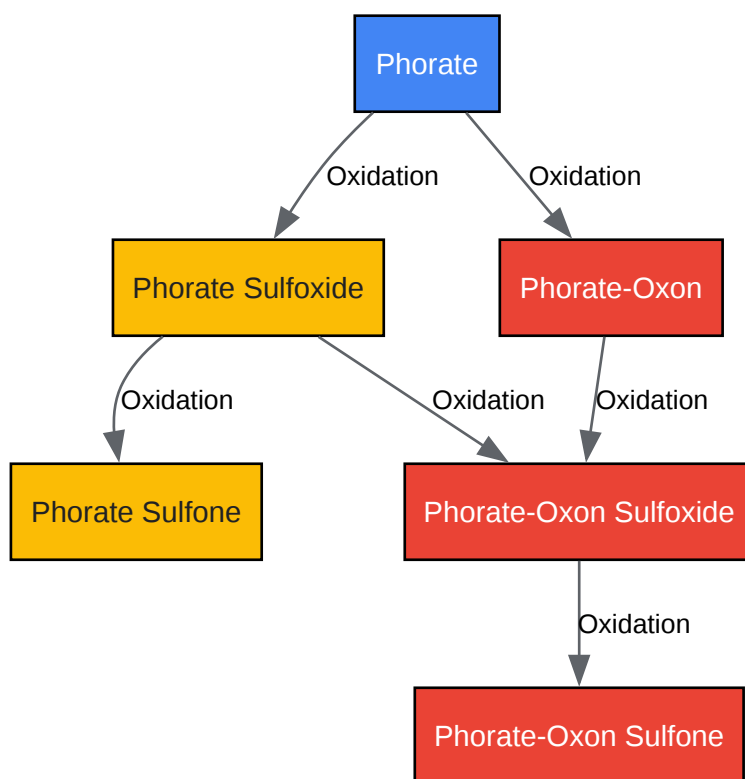 Phorate
Oxidation
Oxidation
Phorate Sulfoxide
Phorate-Oxon
Oxidation
Oxidation
Oxidation
Phorate Sulfone
Phorate-Oxon Sulfoxide
Oxidation
Phorate-Oxon Sulfone